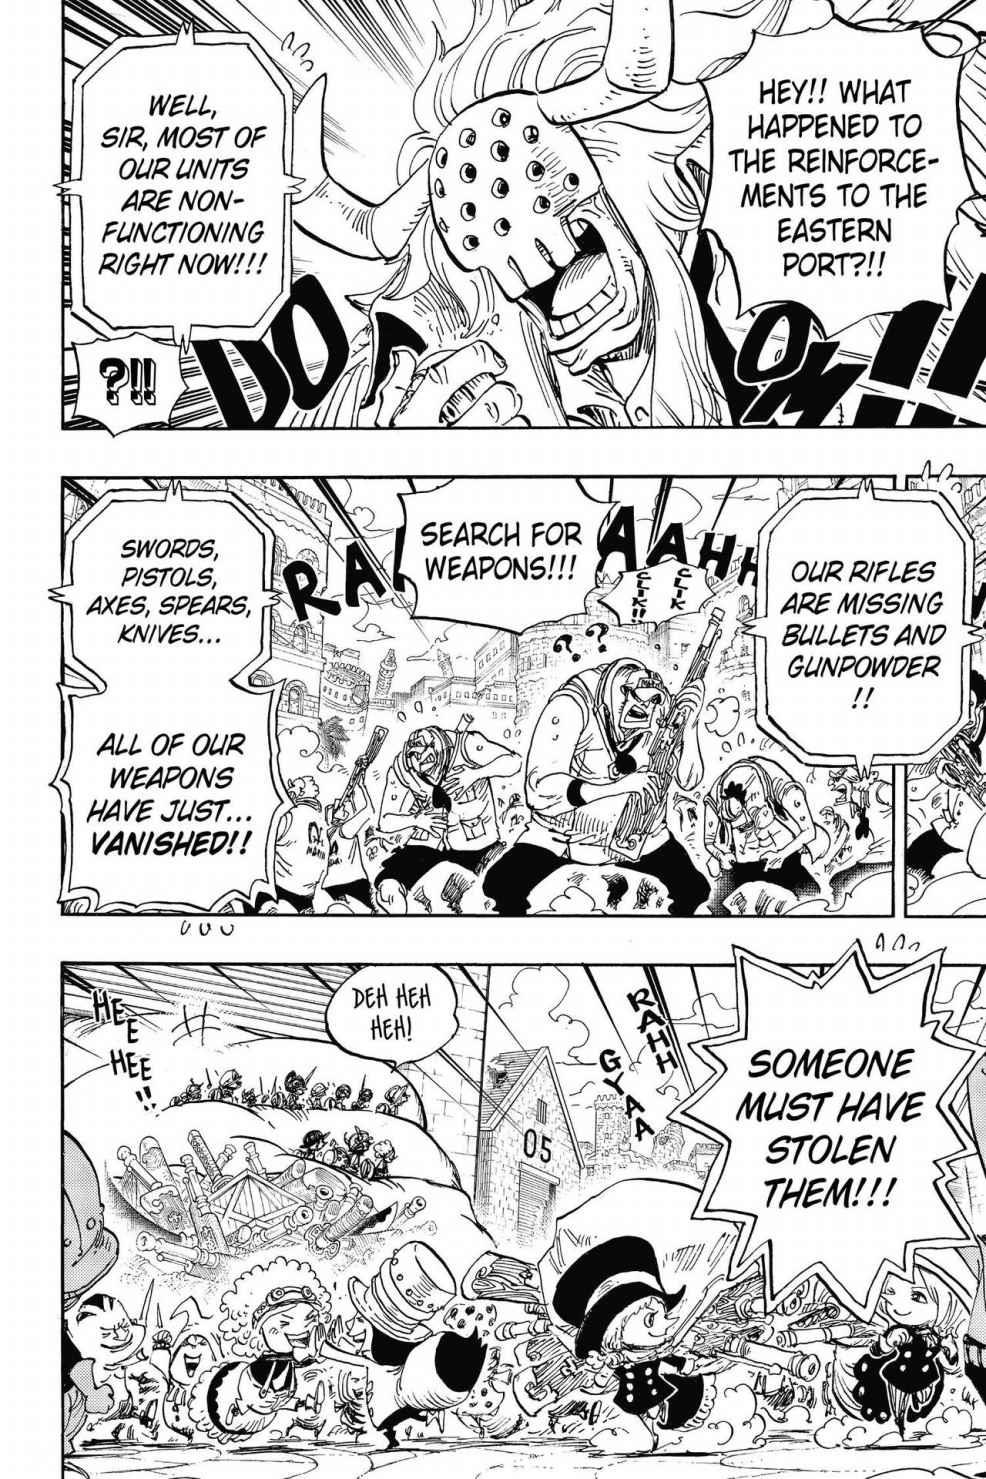 HEY!! WHAT
HAPPENED TO
THE REINFORCE-
MENTS TO THE
EASTERN
PORT?!!
WELL,
SIR, MOST OF
OUR UNITS
ARE NON-
FUNCTIONING
RIGHT NOW!!!
?!!
DOOM!!
OUR RIFLES
ARE MISSING
BULLETS AND
GUNPOWDER
!!
CLIK
CLIK!!
??
SEARCH FOR
WEAPONS!!!
RAAAHH
SWORDS,
PISTOLS,
AXES, SPEARS,
KNIVES...
ALL OF OUR
WEAPONS
HAVE JUST...
VANISHED!!
SOMEONE
MUST HAVE
STOLEN
THEM!!!
RAHH
GYAA
05
DEH HEH
HEH!
HEE
HEE
!!